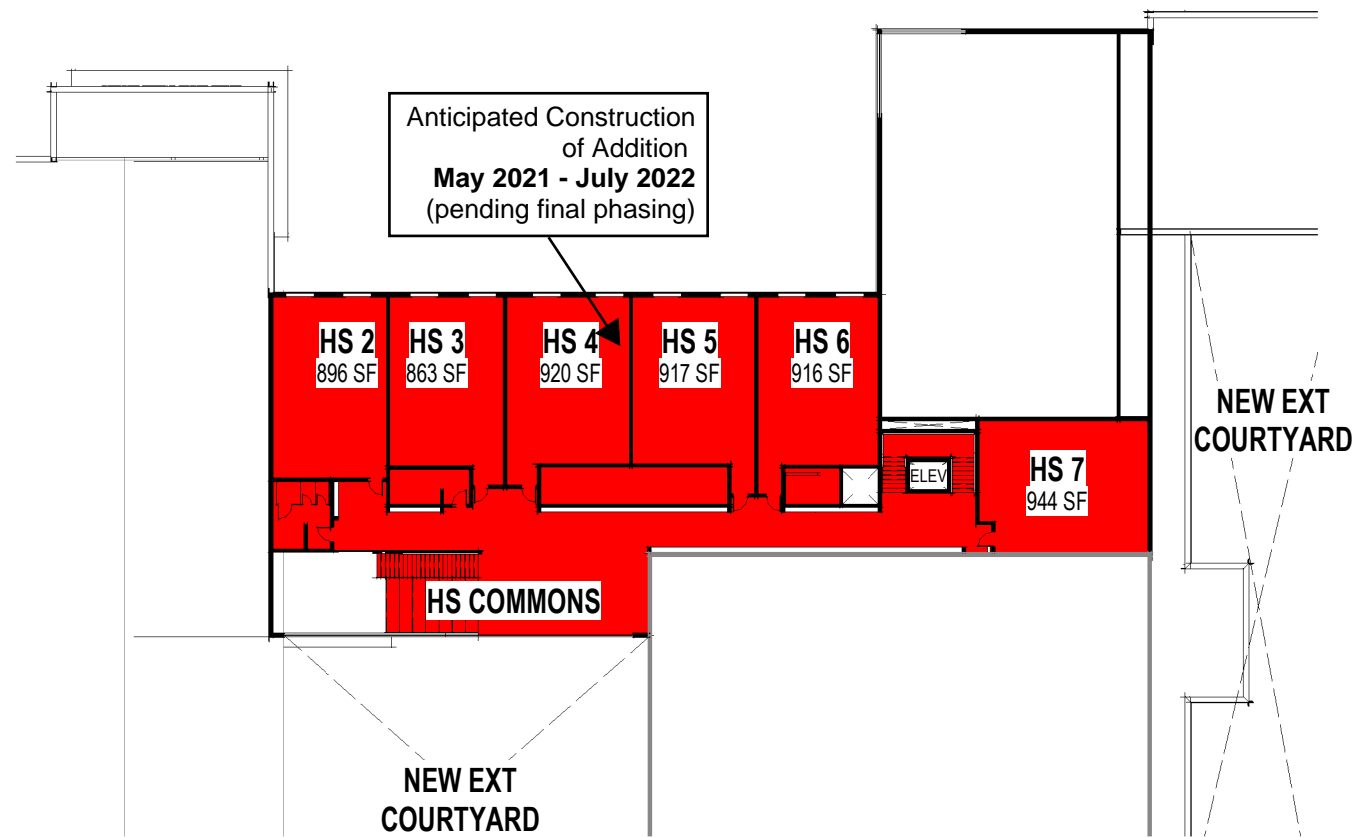 Anticipated Construction
of Addition
May 2021 - July 2022
(pending final phasing)
HS 2
896 SF
HS 3
863 SF
HS 4
920 SF
HS 5
917 SF
HS 6
916 SF
HS 7
944 SF
ELEV
HS COMMONS
NEW EXT
COURTYARD
NEW EXT
COURTYARD